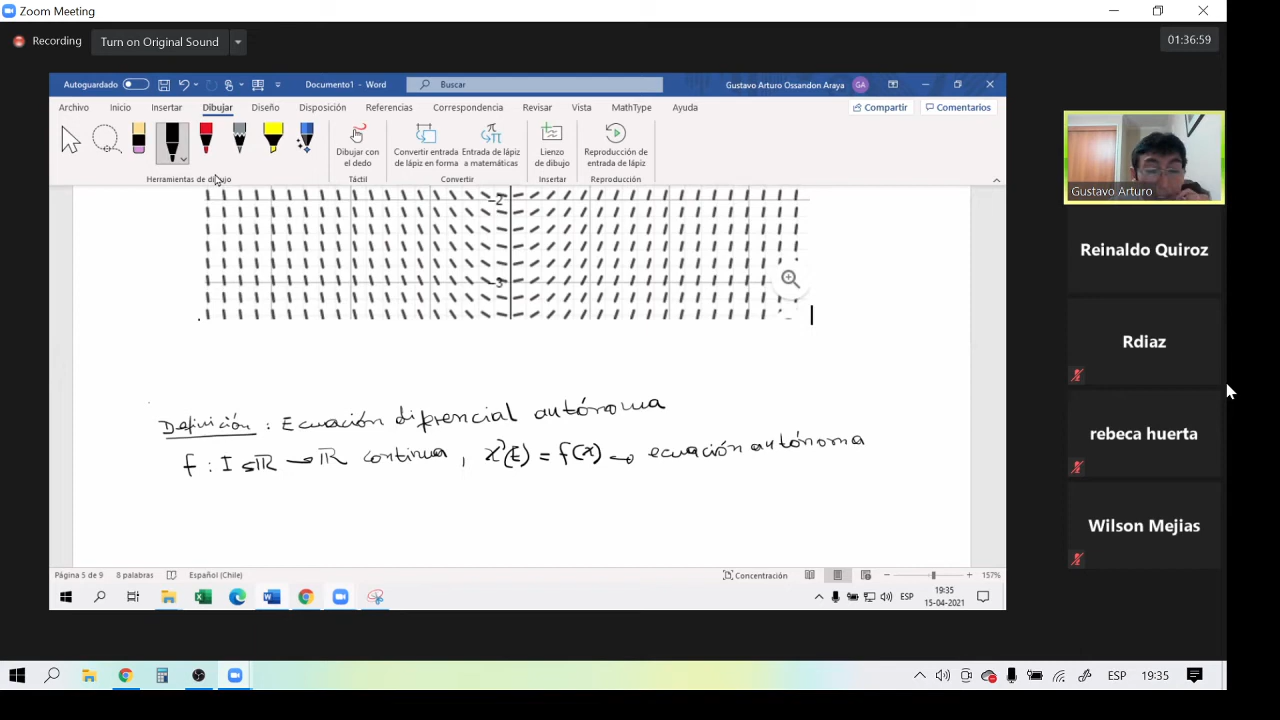 Zoom Meeting
Recording
Turn on Original Sound
01:36:59
Autoguardado
Documento1 - Word
Buscar
Gustavo Arturo Ossandon Araya
GA
Archivo Inicio Insertar Dibujar Diseño Disposición Referencias Correspondencia Revisar Vista MathType Ayuda
Compartir
Comentarios
Dibujar con
el dedo
Convertir entrada
de lápiz en forma
Entrada de lápiz
a matemáticas
Lienzo
de dibujo
Reproducción de
entrada de lápiz
Herramientas de dibujo
Táctil
Convertir
Insertar
Reproducción
-2
-3
Definición : Ecuación diferencial autónoma
f : I ⊆ ℝ → ℝ continua , x'(t) = f(x) → ecuación autónoma
Página 5 de 9
8 palabras
Español (Chile)
Concentración
157%
ESP
19:35
15-04-2021
Gustavo Arturo
Reinaldo Quiroz
Rdiaz
rebeca huerta
Wilson Mejias
ESP
19:35